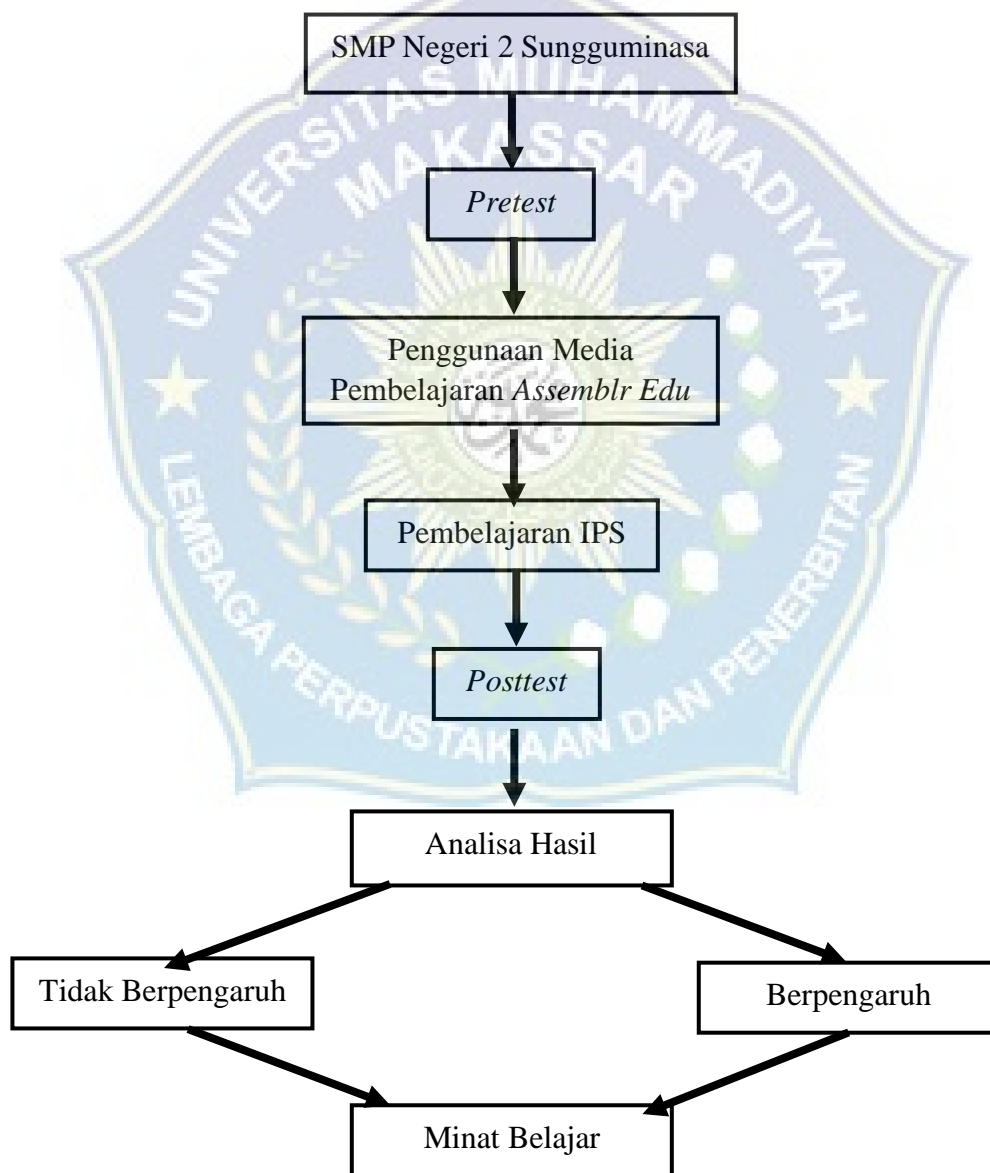 SMP Negeri 2 Sungguminasa
UNIVERSITAS MUHAMMADIYAH
MAKASSAR
Pretest
Penggunaan Media
Pembelajaran Assemblr Edu
Pembelajaran IPS
Posttest
LEMBAGA PERPUSTAKAAN DAN PENERBITAN
Analisa Hasil
Tidak Berpengaruh
Berpengaruh
Minat Belajar